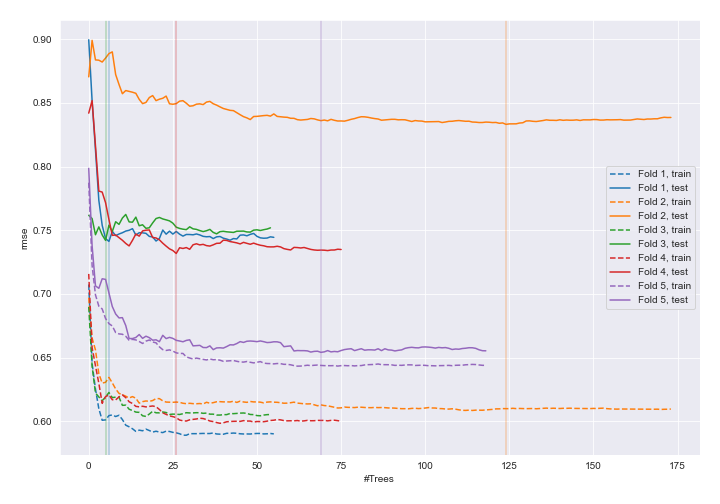 0.90
0.85
0.80
0.75
0.70
0.65
0.60
rmse
0
25
50
75
100
125
150
175
#Trees
Fold 1, train
Fold 1, test
Fold 2, train
Fold 2, test
Fold 3, train
Fold 3, test
Fold 4, train
Fold 4, test
Fold 5, train
Fold 5, test